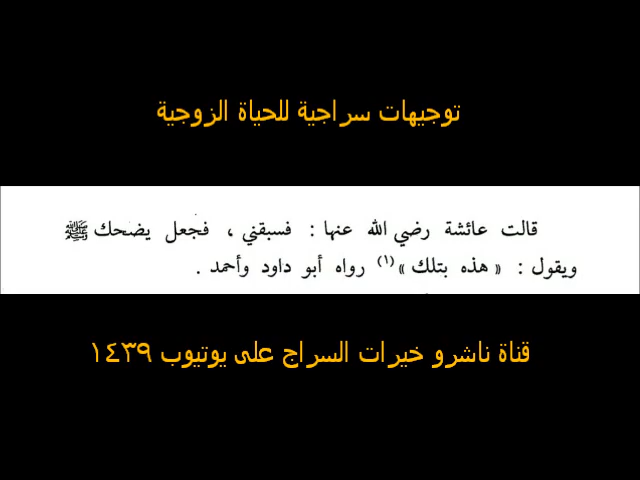 توجيهات سراجية للحياة الزوجية
قالت عائشة رضي الله عنها : فسبقني ، فجعل يضحك ﷺ
ويقول : « هذه بتلك »(١) رواه أبو داود وأحمد .
قناة ناشرو خيرات السراج على يوتيوب ١٤٣٩